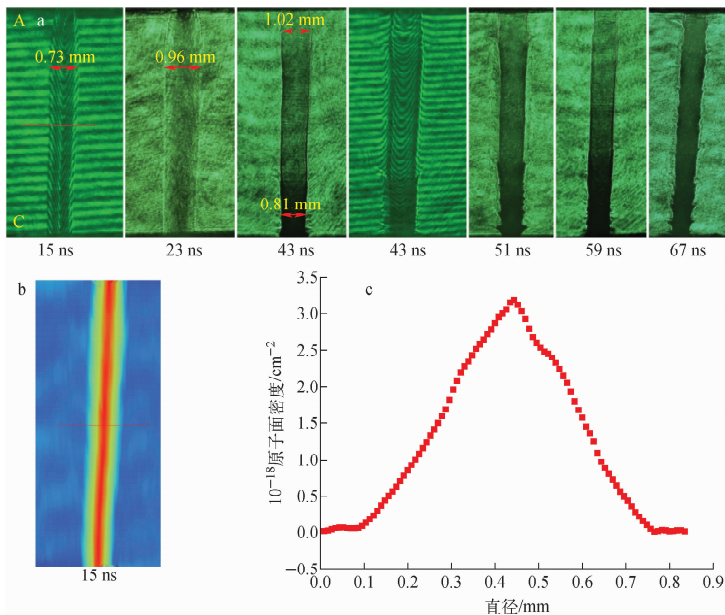 A a
1.02 mm
0.73 mm
0.96 mm
0.81 mm
C
15 ns 23 ns 43 ns 43 ns 51 ns 59 ns 67 ns
b
15 ns
c
3.5
3.0
2.5
2.0
1.5
1.0
0.5
0.0
−0.5
10⁻¹⁸原子面密度/cm⁻²
0.0 0.1 0.2 0.3 0.4 0.5 0.6 0.7 0.8 0.9
直径/mm